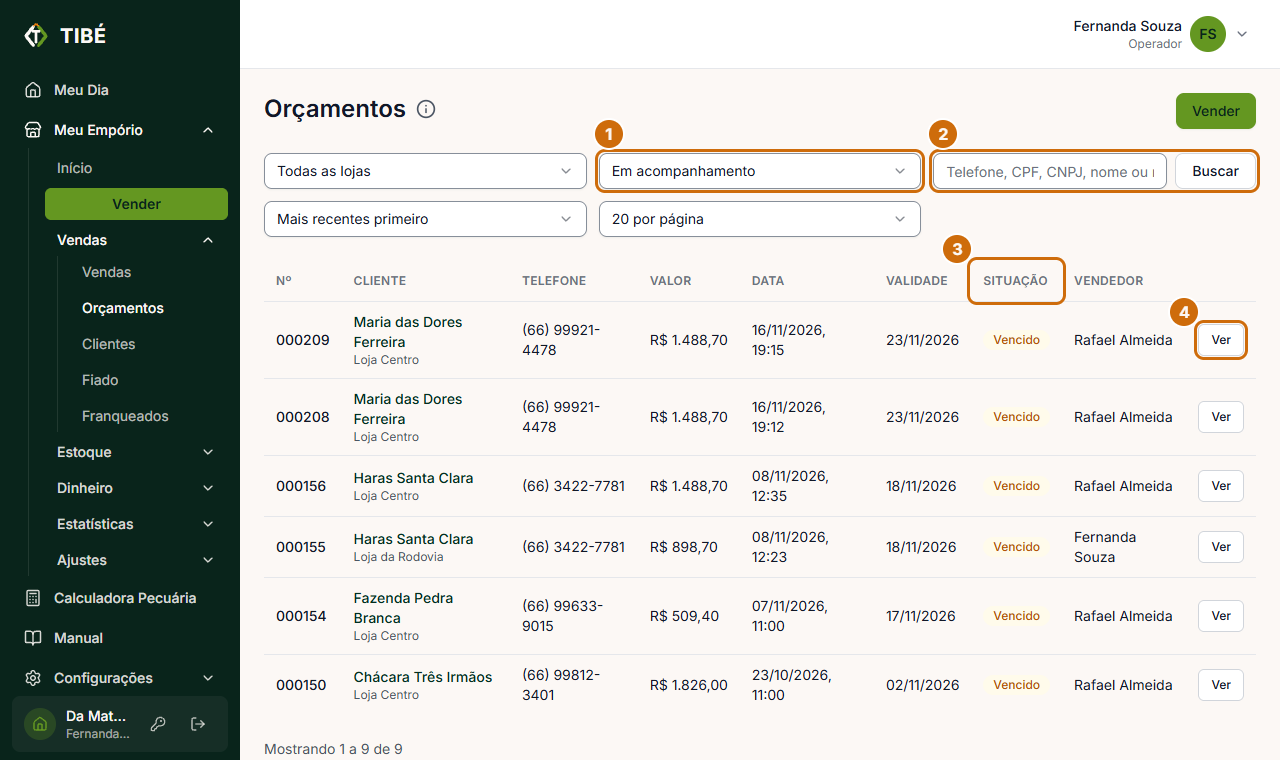 TIBÉ
Fernanda Souza
Operador
FS
Meu Dia
Meu Empório
Início
Vender
Vendas
Vendas
Orçamentos
Clientes
Fiado
Franqueados
Estoque
Dinheiro
Estatísticas
Ajustes
Calculadora Pecuária
Manual
Configurações
Da Mat...
Fernanda...
Orçamentos
Vender
1
2
Todas as lojas
Em acompanhamento
Telefone, CPF, CNPJ, nome ou
Buscar
Mais recentes primeiro
20 por página
3
Nº CLIENTE TELEFONE VALOR DATA VALIDADE SITUAÇÃO VENDEDOR
4
000209 Maria das Dores Ferreira Loja Centro (66) 99921-4478 R$ 1.488,70 16/11/2026, 19:15 23/11/2026 Vencido Rafael Almeida Ver
000208 Maria das Dores Ferreira Loja Centro (66) 99921-4478 R$ 1.488,70 16/11/2026, 19:12 23/11/2026 Vencido Rafael Almeida Ver
000156 Haras Santa Clara Loja Centro (66) 3422-7781 R$ 1.488,70 08/11/2026, 12:35 18/11/2026 Vencido Rafael Almeida Ver
000155 Haras Santa Clara Loja da Rodovia (66) 3422-7781 R$ 898,70 08/11/2026, 12:23 18/11/2026 Vencido Fernanda Souza Ver
000154 Fazenda Pedra Branca Loja Centro (66) 99633-9015 R$ 509,40 07/11/2026, 11:00 17/11/2026 Vencido Rafael Almeida Ver
000150 Chácara Três Irmãos Loja Centro (66) 99812-3401 R$ 1.826,00 23/10/2026, 11:00 02/11/2026 Vencido Rafael Almeida Ver
Mostrando 1 a 9 de 9